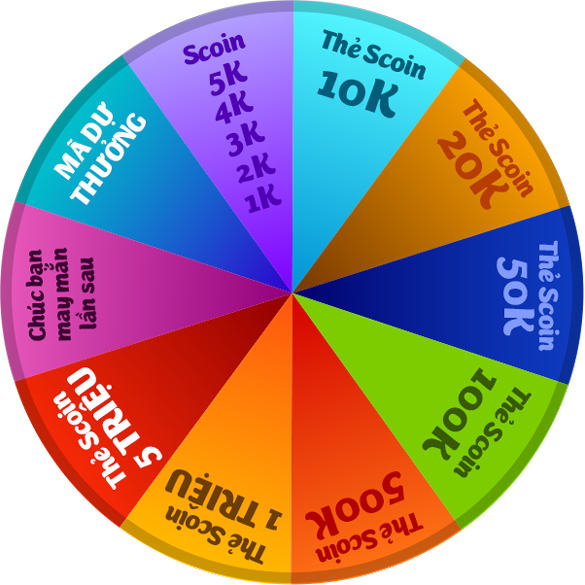 Thẻ Scoin
10K
Thẻ Scoin
20K
Thẻ Scoin
50K
Thẻ Scoin
100K
Thẻ Scoin
500K
Thẻ Scoin
1 TRIỆU
Thẻ Scoin
5 TRIỆU
Chúc bạn
may mắn
lần sau
MÃ DỰ
THƯỞNG
Scoin
5K
4K
3K
2K
1K